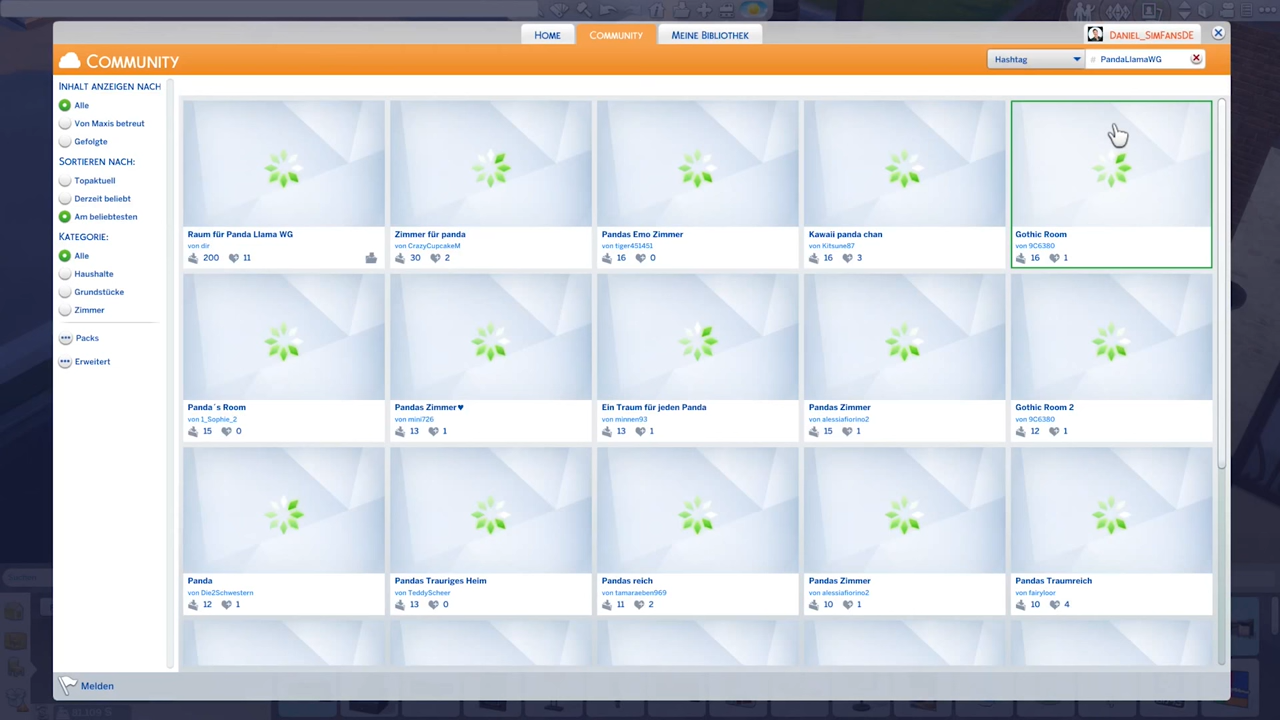 HOME
COMMUNITY
MEINE BIBLIOTHEK
DANIEL_SIMFANSDE
COMMUNITY
Hashtag
# PandaLlamaWG
INHALT ANZEIGEN NACH
Alle
Von Maxis betreut
Gefolgte
SORTIEREN NACH:
Topaktuell
Derzeit beliebt
Am beliebtesten
KATEGORIE:
Alle
Haushalte
Grundstücke
Zimmer
Packs
Erweitert
Raum für Panda Llama WG
von dir
200 11
Zimmer für panda
von CrazyCupcakeM
30 2
Pandas Emo Zimmer
von tiger451451
16 0
Kawaii panda chan
von Kitsune87
16 3
Gothic Room
von 9C6380
16 1
Panda´s Room
von 1_Sophie_2
15 0
Pandas Zimmer♥
von mini726
13 1
Ein Traum für jeden Panda
von minnen93
13 1
Pandas Zimmer
von alessiafiorino2
15 1
Gothic Room 2
von 9C6380
12 1
Panda
von Die2Schwestern
12 1
Pandas Trauriges Heim
von TeddyScheer
13 0
Pandas reich
von tamaraeben969
11 2
Pandas Zimmer
von alessiafiorino2
10 1
Pandas Traumreich
von fairyloor
10 4
Melden